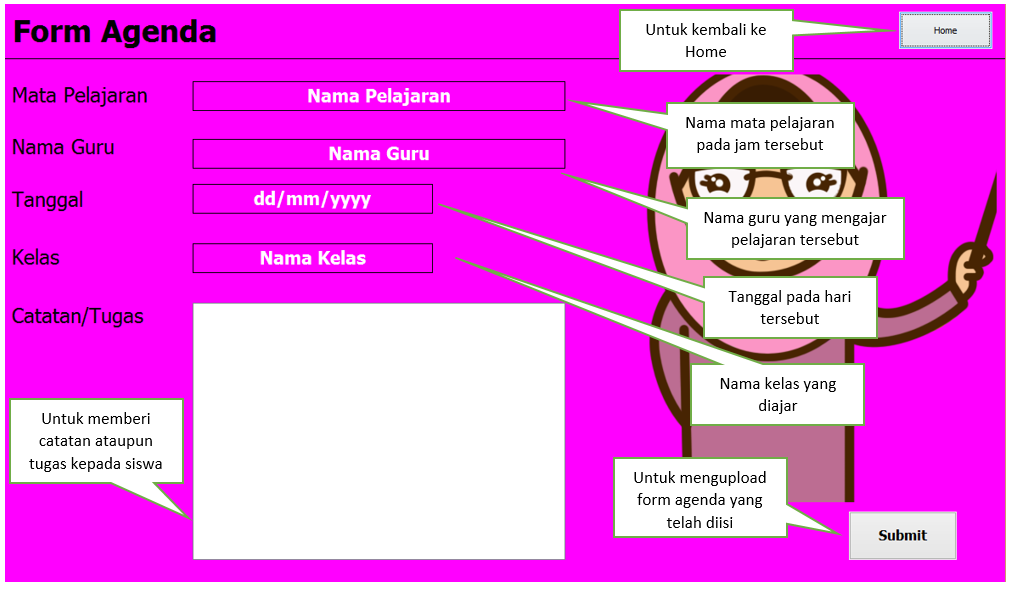 Form Agenda
Untuk kembali ke
Home
Home
Mata Pelajaran
Nama Pelajaran
Nama mata pelajaran
pada jam tersebut
Nama Guru
Nama Guru
Tanggal
dd/mm/yyyy
Nama guru yang mengajar
pelajaran tersebut
Kelas
Nama Kelas
Tanggal pada hari
tersebut
Catatan/Tugas
Nama kelas yang
diajar
Untuk memberi
catatan ataupun
tugas kepada siswa
Untuk mengupload
form agenda yang
telah diisi
Submit